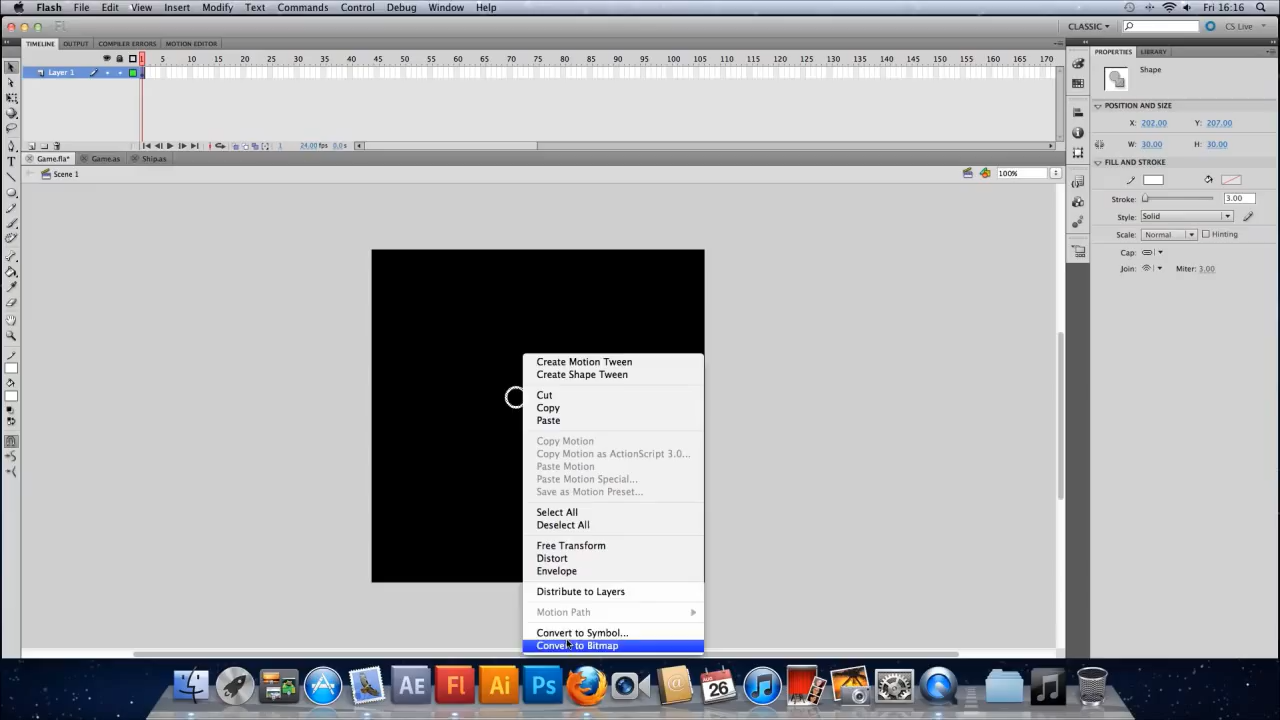 Flash File Edit View Insert Modify Text Commands Control Debug Window Help Fri 16:16
CLASSIC CS Live
TIMELINE OUTPUT COMPILER ERRORS MOTION EDITOR
1 5 10 15 20 25 30 35 40 45 50 55 60 65 70 75 80 85 90 95 100 105 110 115 120 125 130 135 140 145 150 155 160 165 170
Layer 1
1 24.00 fps 0.0 s
Game.fla* Game.as Ship.as
Scene 1 100%
PROPERTIES LIBRARY
Shape
POSITION AND SIZE
X: 202.00 Y: 207.00
W: 30.00 H: 30.00
FILL AND STROKE
Stroke: 3.00
Style: Solid
Scale: Normal Hinting
Cap:
Join: Miter: 3.00
Create Motion Tween
Create Shape Tween
Cut
Copy
Paste
Copy Motion
Copy Motion as ActionScript 3.0...
Paste Motion
Paste Motion Special...
Save as Motion Preset...
Select All
Deselect All
Free Transform
Distort
Envelope
Distribute to Layers
Motion Path
Convert to Symbol...
Convert to Bitmap
AE Fl Ai Ps AUG 26